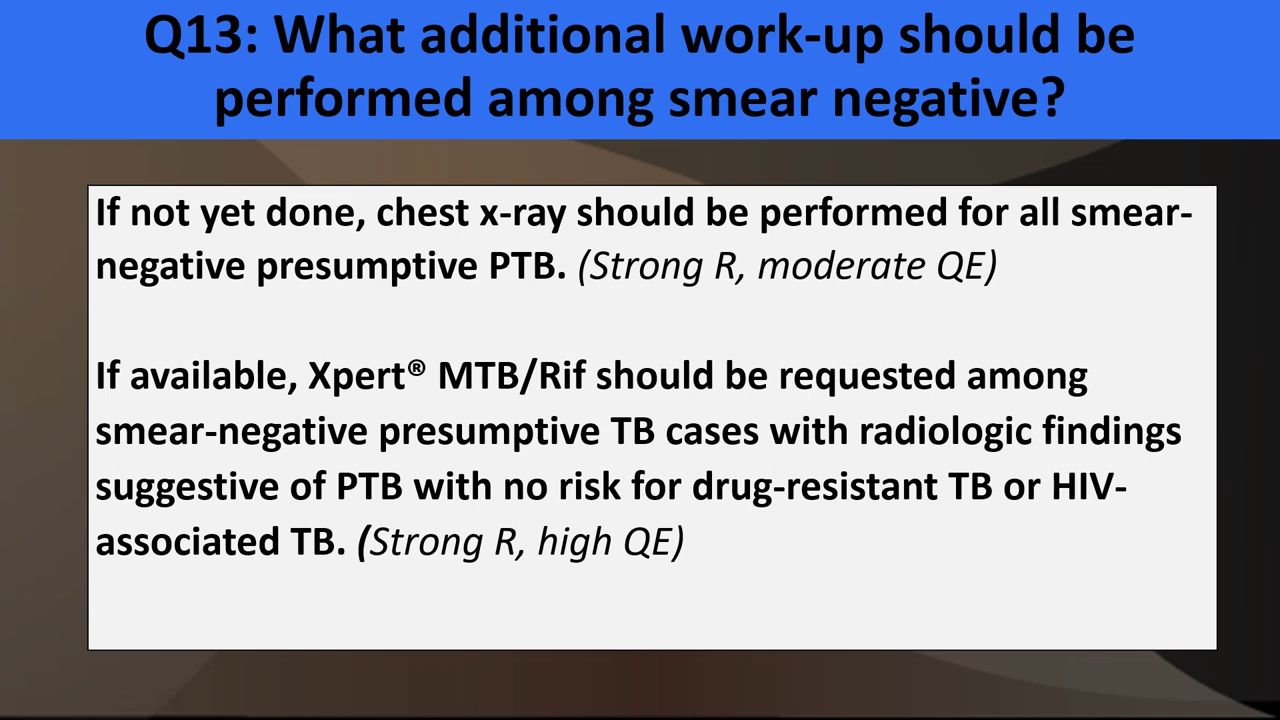 Q13: What additional work-up should be
performed among smear negative?
If not yet done, chest x-ray should be performed for all smear-
negative presumptive PTB. (Strong R, moderate QE)
If available, Xpert® MTB/Rif should be requested among
smear-negative presumptive TB cases with radiologic findings
suggestive of PTB with no risk for drug-resistant TB or HIV-
associated TB. (Strong R, high QE)